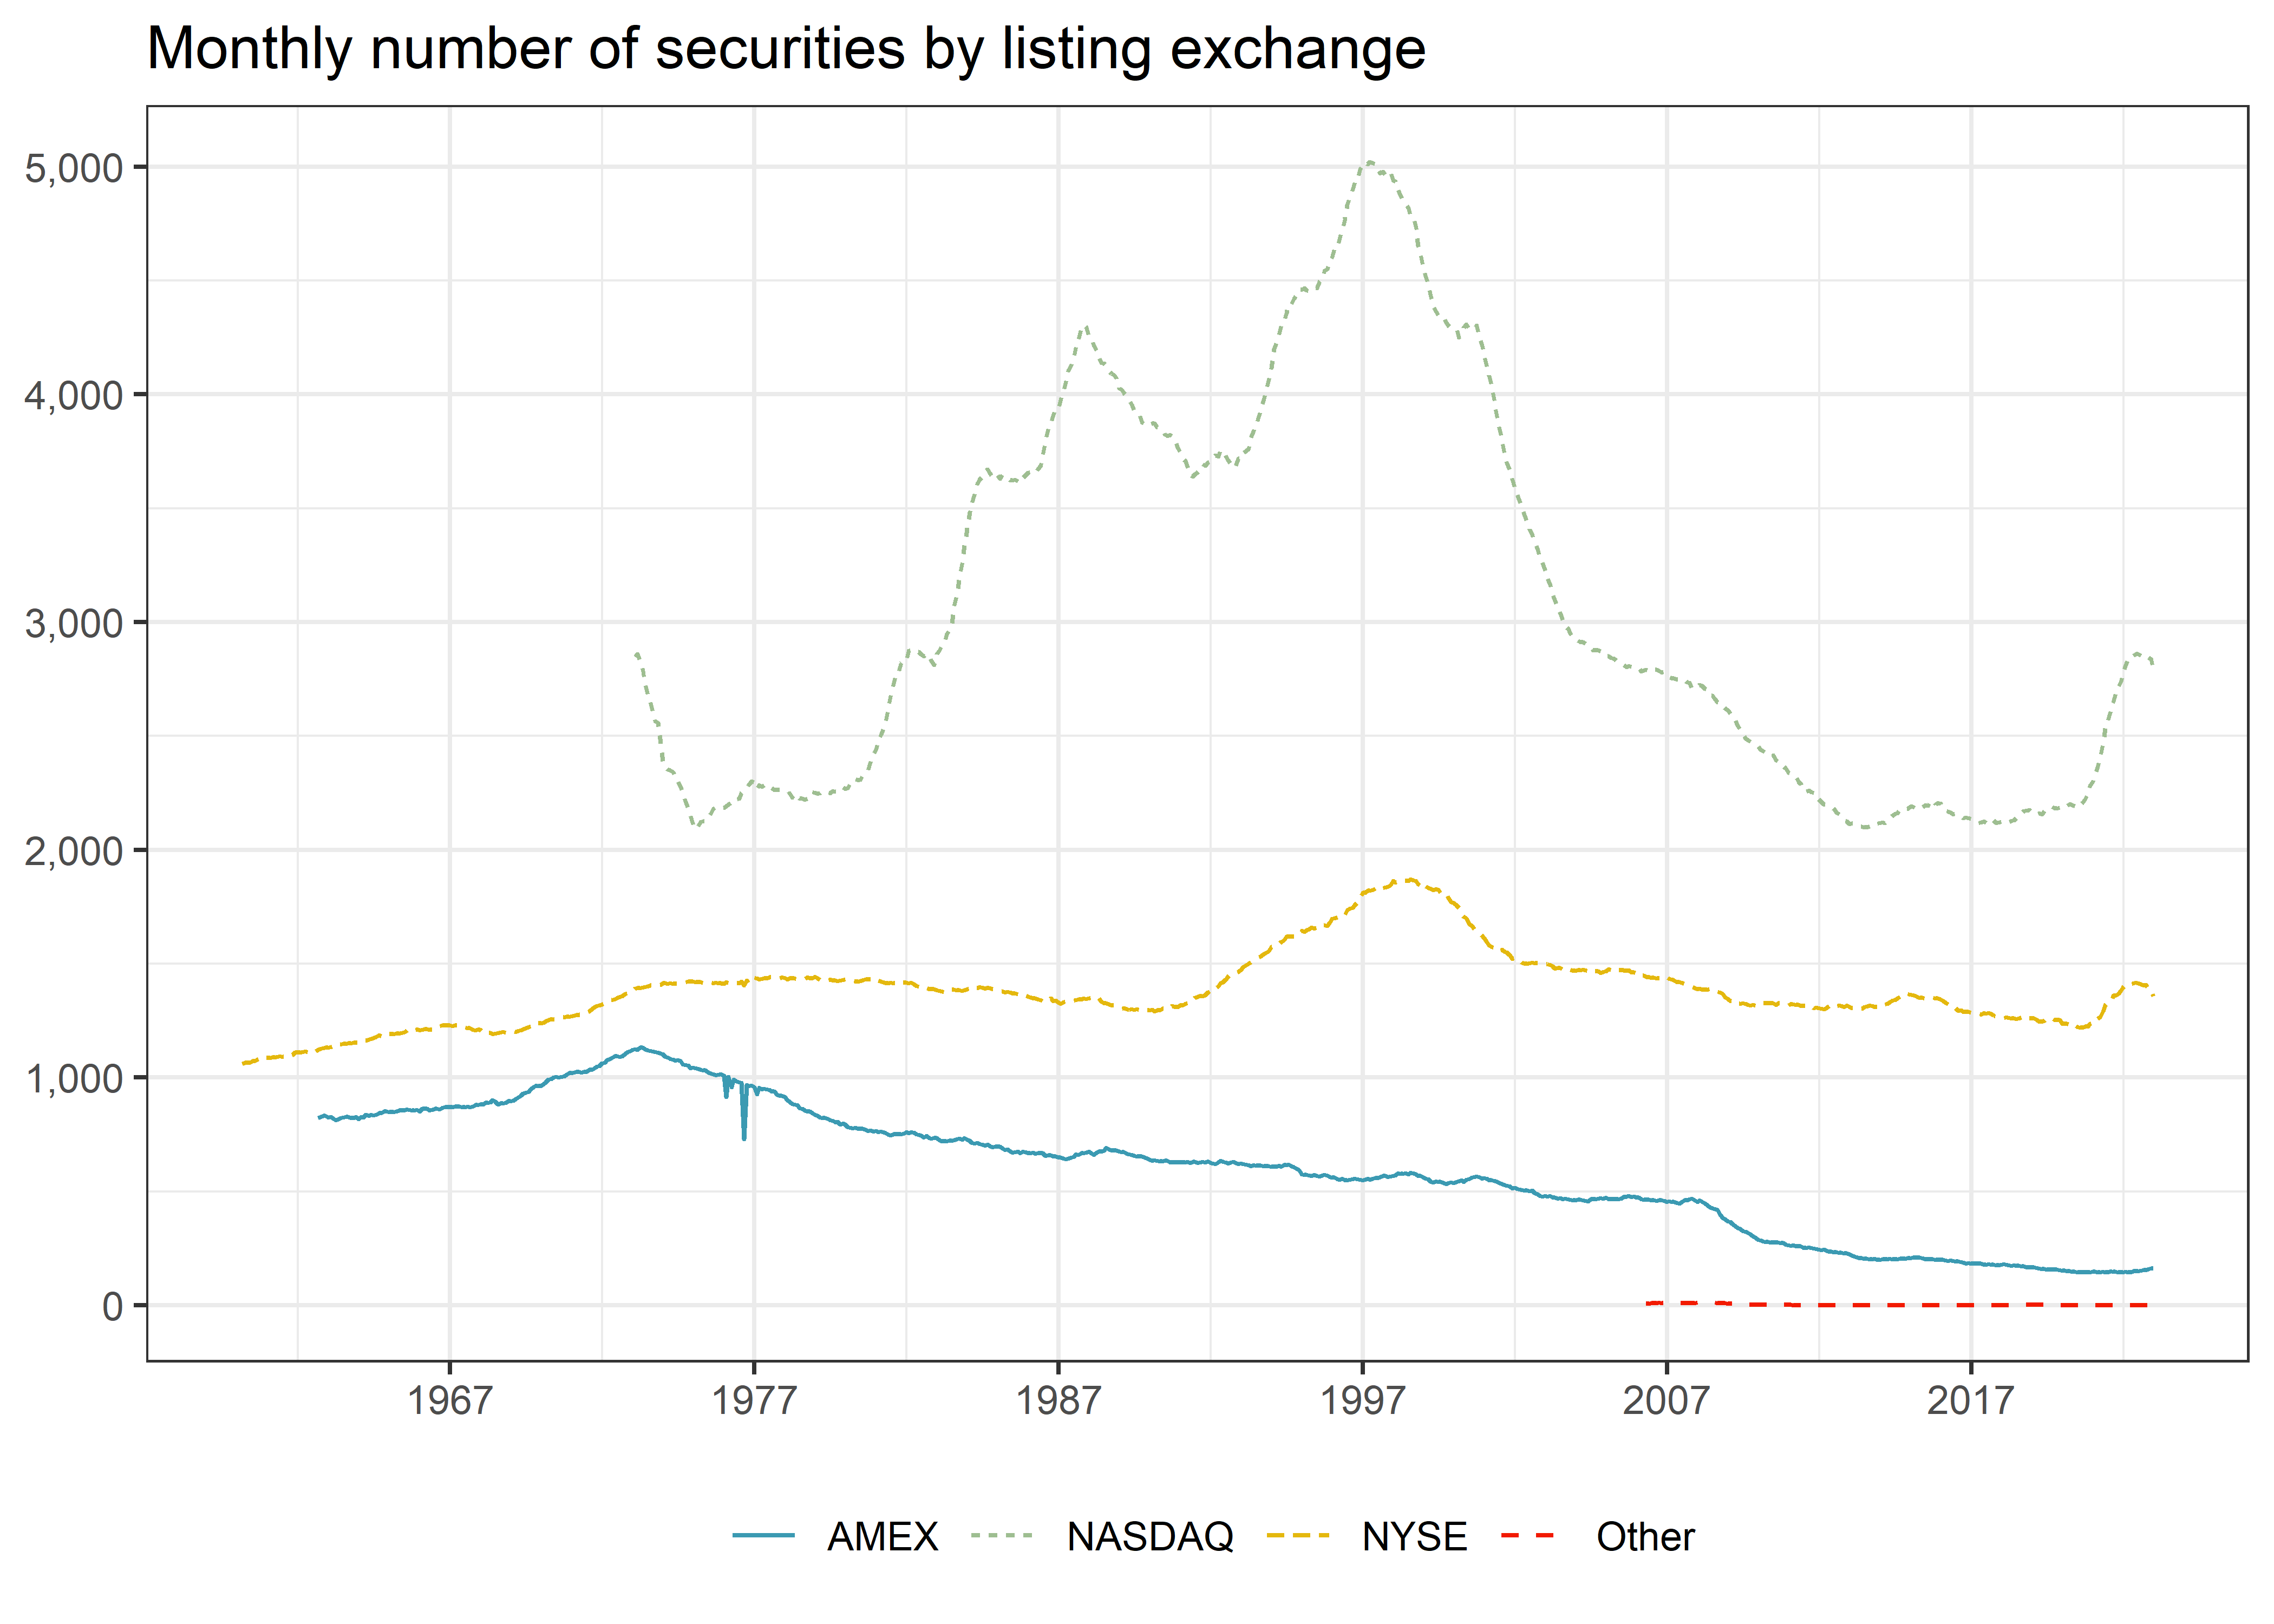 Monthly number of securities by listing exchange
5,000
4,000
3,000
2,000
1,000
0
1967 1977 1987 1997 2007 2017
AMEX NASDAQ NYSE Other